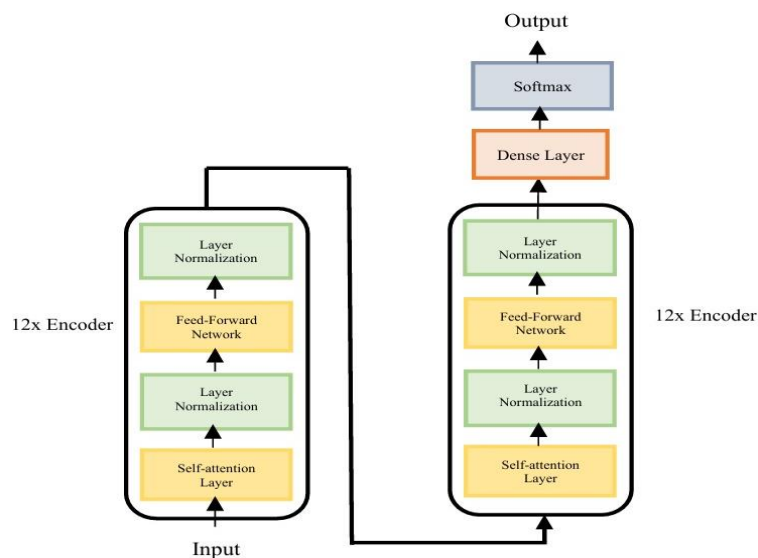 Output
Softmax
Dense Layer
Layer
Normalization
Feed-Forward
Network
Layer
Normalization
Self-attention
Layer
12x Encoder
Input
Layer
Normalization
Feed-Forward
Network
Layer
Normalization
Self-attention
Layer
12x Encoder